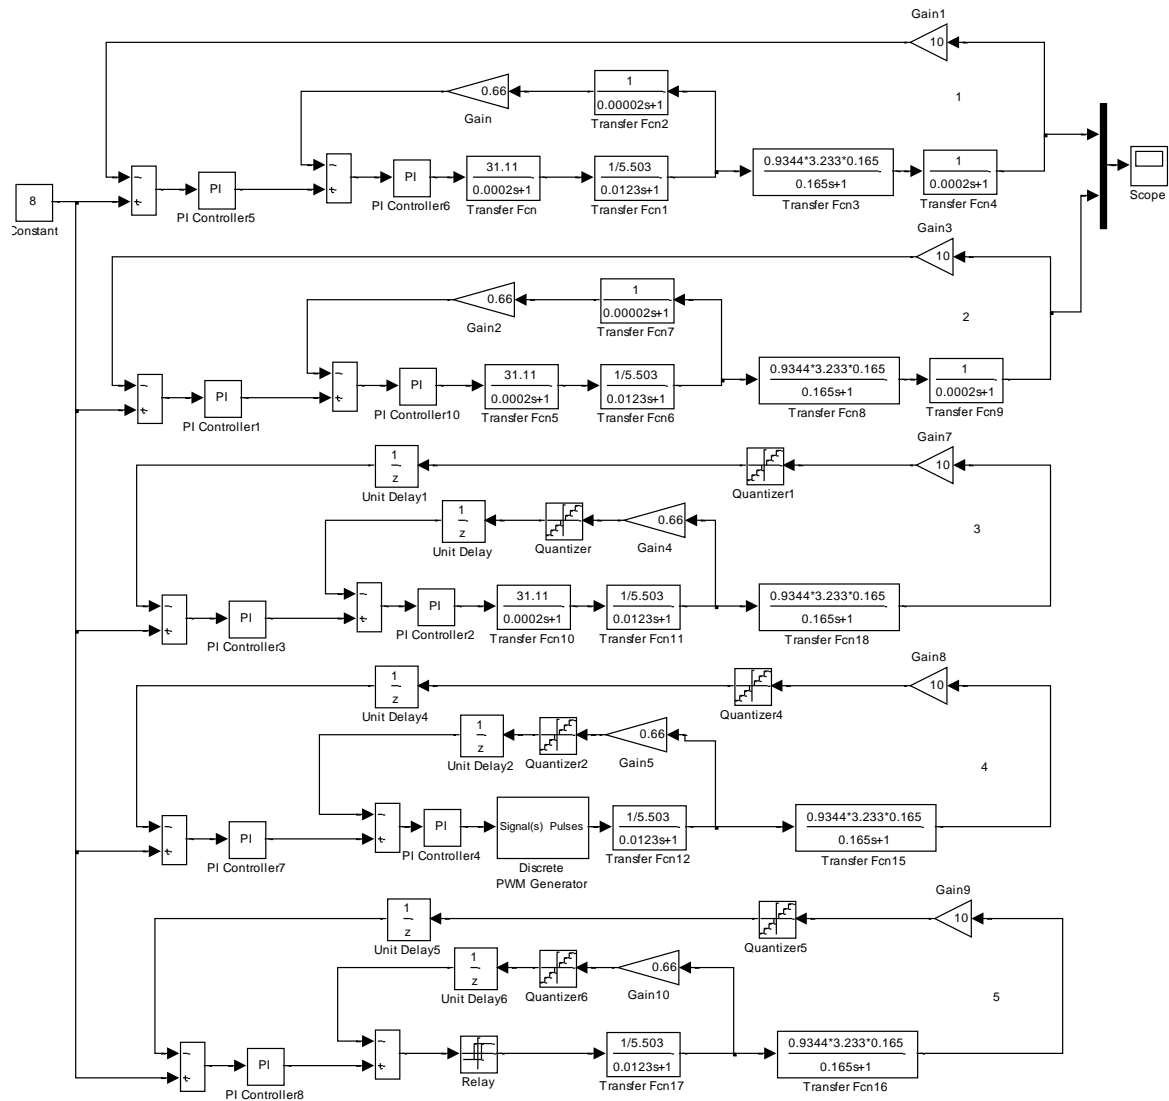 Gain1
10
1
0.00002s+1
Transfer Fcn2
0.66
Gain
1
8
Constant
PI
PI Controller5
PI
PI Controller6
31.11
0.0002s+1
Transfer Fcn
1/5.503
0.0123s+1
Transfer Fcn1
0.9344*3.233*0.165
0.165s+1
Transfer Fcn3
1
0.0002s+1
Transfer Fcn4
Scope
Gain3
10
1
0.00002s+1
Transfer Fcn7
0.66
Gain2
2
PI
PI Controller1
PI
PI Controller10
31.11
0.0002s+1
Transfer Fcn5
1/5.503
0.0123s+1
Transfer Fcn6
0.9344*3.233*0.165
0.165s+1
Transfer Fcn8
1
0.0002s+1
Transfer Fcn9
Gain7
10
Quantizer1
1
z
Unit Delay1
1
z
Unit Delay
Quantizer
0.66
Gain4
3
PI
PI Controller3
PI
PI Controller2
31.11
0.0002s+1
Transfer Fcn10
1/5.503
0.0123s+1
Transfer Fcn11
0.9344*3.233*0.165
0.165s+1
Transfer Fcn18
Gain8
10
Quantizer4
1
z
Unit Delay4
1
z
Unit Delay2
Quantizer2
0.66
Gain5
4
PI
PI Controller7
PI
PI Controller4
Signal(s) Pulses
Discrete
PWM Generator
1/5.503
0.0123s+1
Transfer Fcn12
0.9344*3.233*0.165
0.165s+1
Transfer Fcn15
Gain9
10
Quantizer5
1
z
Unit Delay5
1
z
Unit Delay6
Quantizer6
0.66
Gain10
5
PI
PI Controller8
Relay
1/5.503
0.0123s+1
Transfer Fcn17
0.9344*3.233*0.165
0.165s+1
Transfer Fcn16